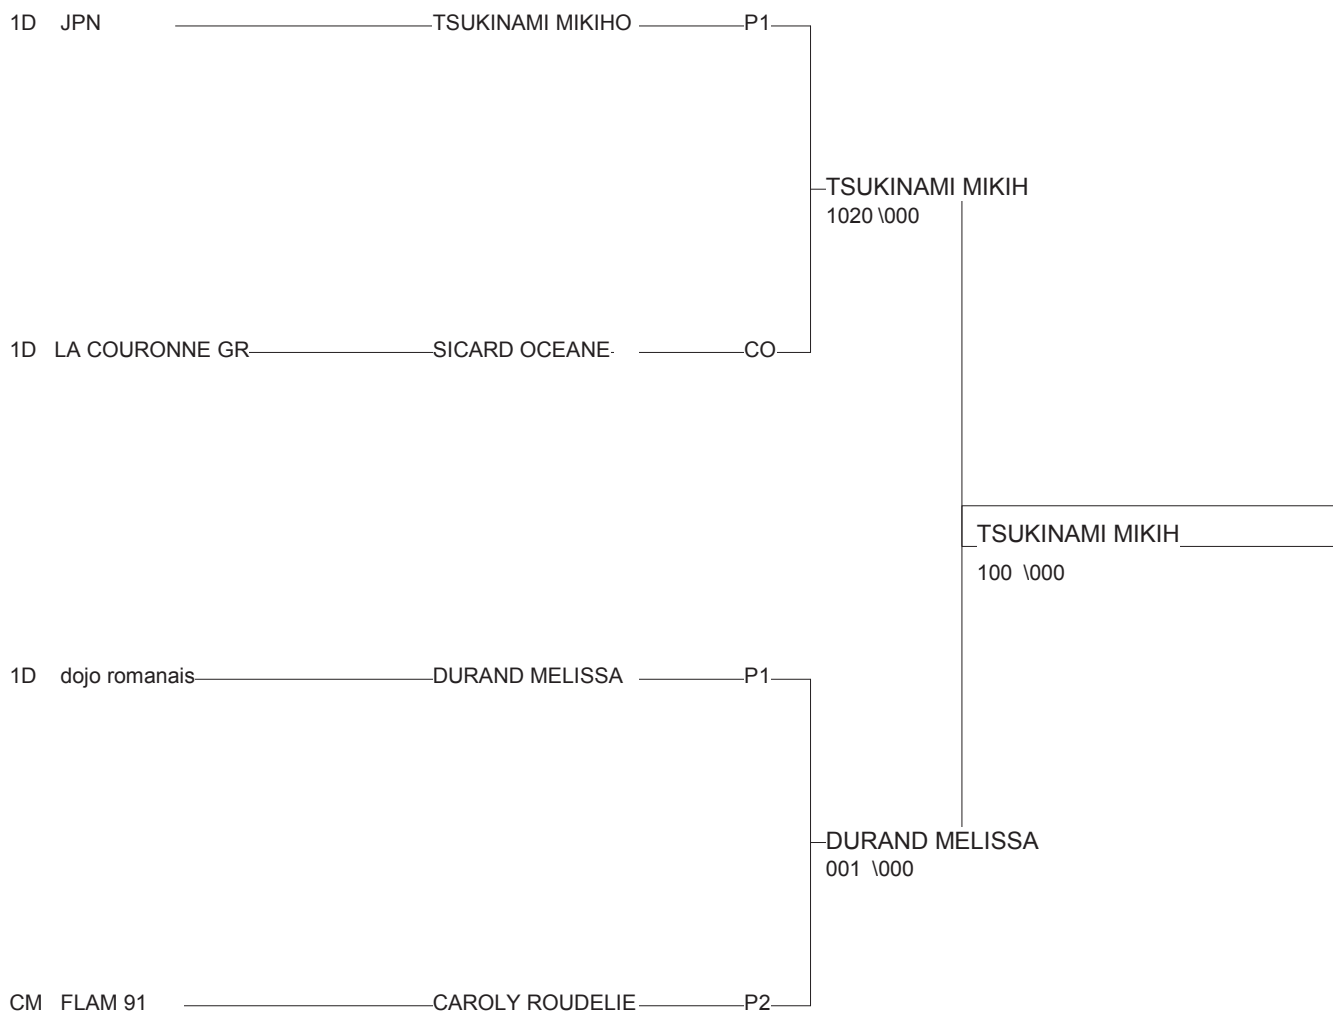 1D JPN TSUKINAMI MIKIHO P1
TSUKINAMI MIKIH
1020 \000
1D LA COURONNE GR SICARD OCEANE CO
TSUKINAMI MIKIH
100 \000
1D dojo romanais DURAND MELISSA P1
DURAND MELISSA
001 \000
CM FLAM 91 CAROLY ROUDELIE P2